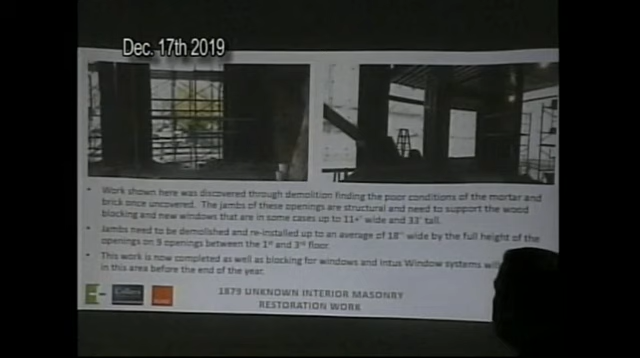 Dec. 17th 2019
• Work shown here was discovered through demolition finding the poor conditions of the mortar and
brick once uncovered. The jambs of these openings are structural and need to support the wood
blocking and new windows that are in some cases up to 11+' wide and 33' tall.
• Jambs need to be demolished and re-installed up to an average of 18" wide by the full height of the
openings on 9 openings between the 1st and 3rd floor.
• This work is now completed as well as blocking for windows and Intus Window systems will
in this area before the end of the year.
Colliers
1879 UNKNOWN INTERIOR MASONRY
RESTORATION WORK